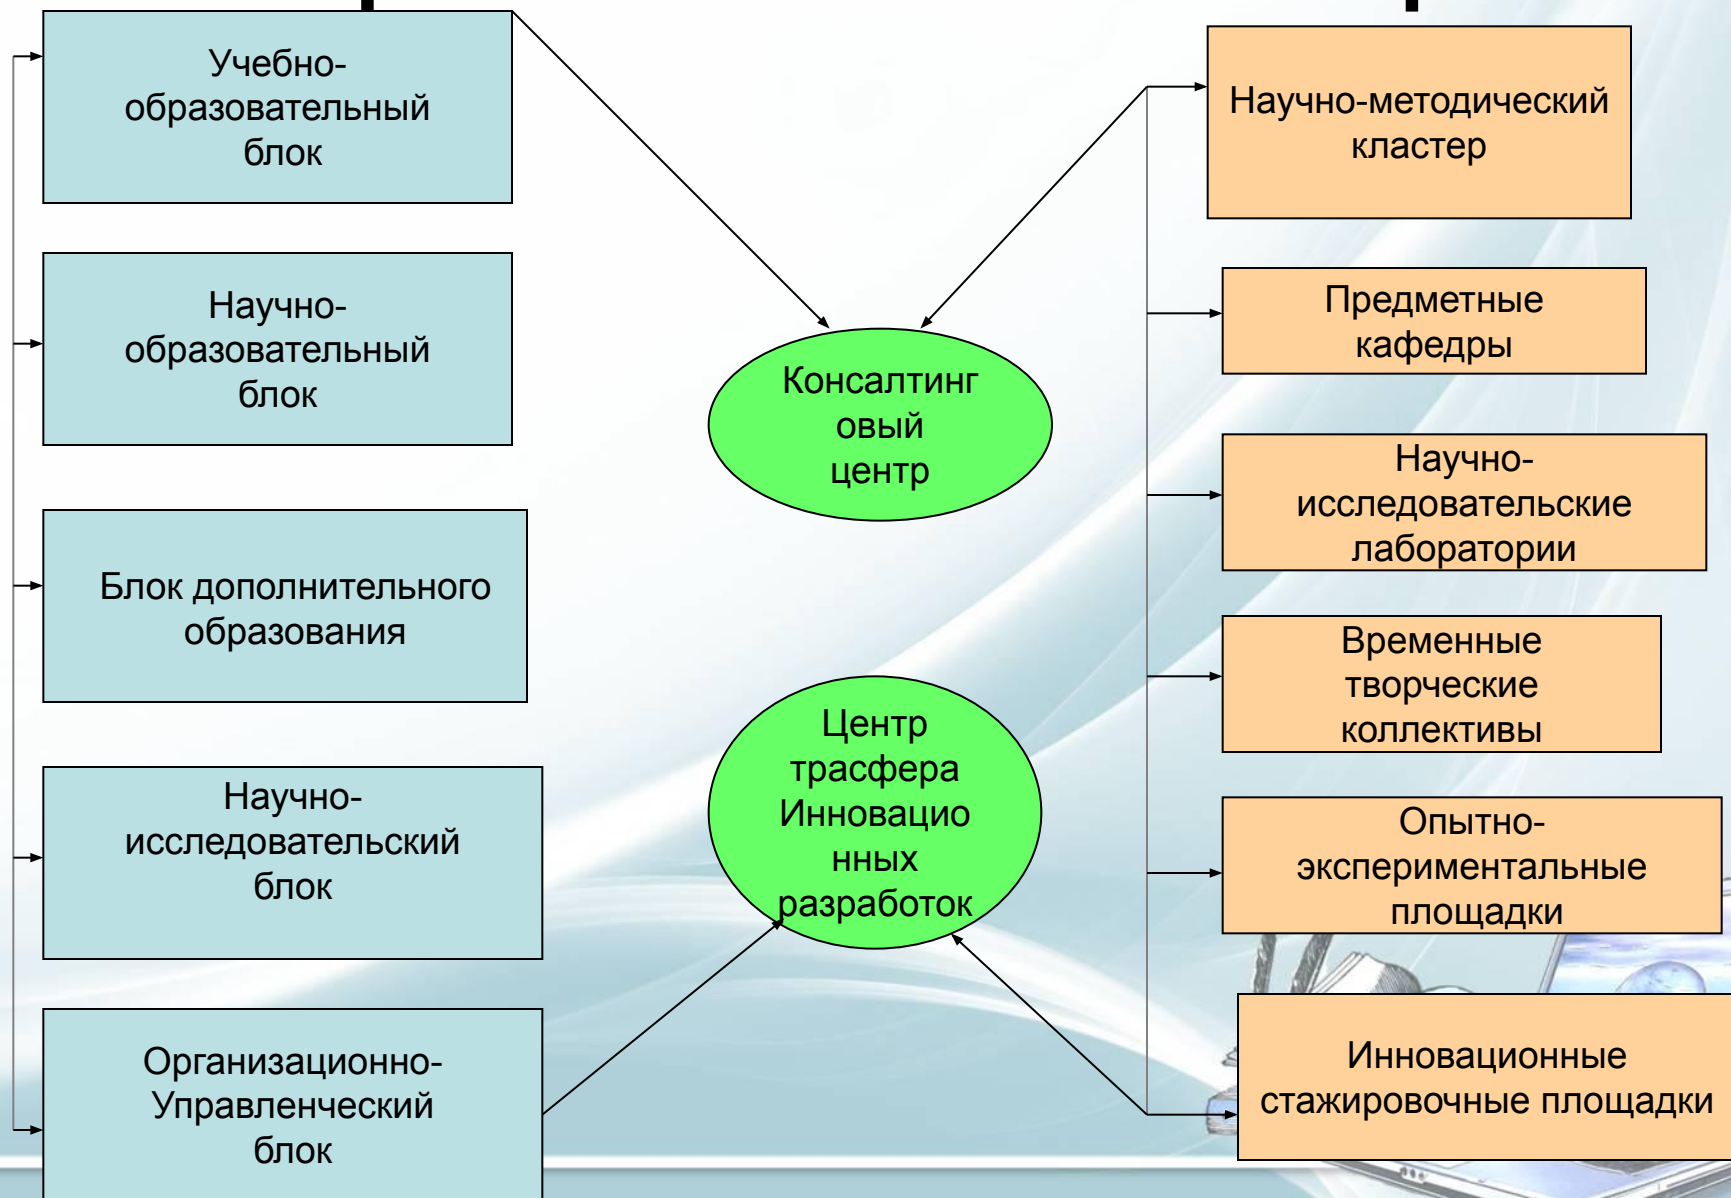 Учебно-
образовательный
блок
Научно-
образовательный
блок
Блок дополнительного
образования
Научно-
исследовательский
блок
Организационно-
Управленческий
блок
Консалтинг
овый
центр
Центр
трасфера
Инновацио
нных
разработок
Научно-методический
кластер
Предметные
кафедры
Научно-
исследовательские
лаборатории
Временные
творческие
коллективы
Опытно-
экспериментальные
площадки
Инновационные
стажировочные площадки